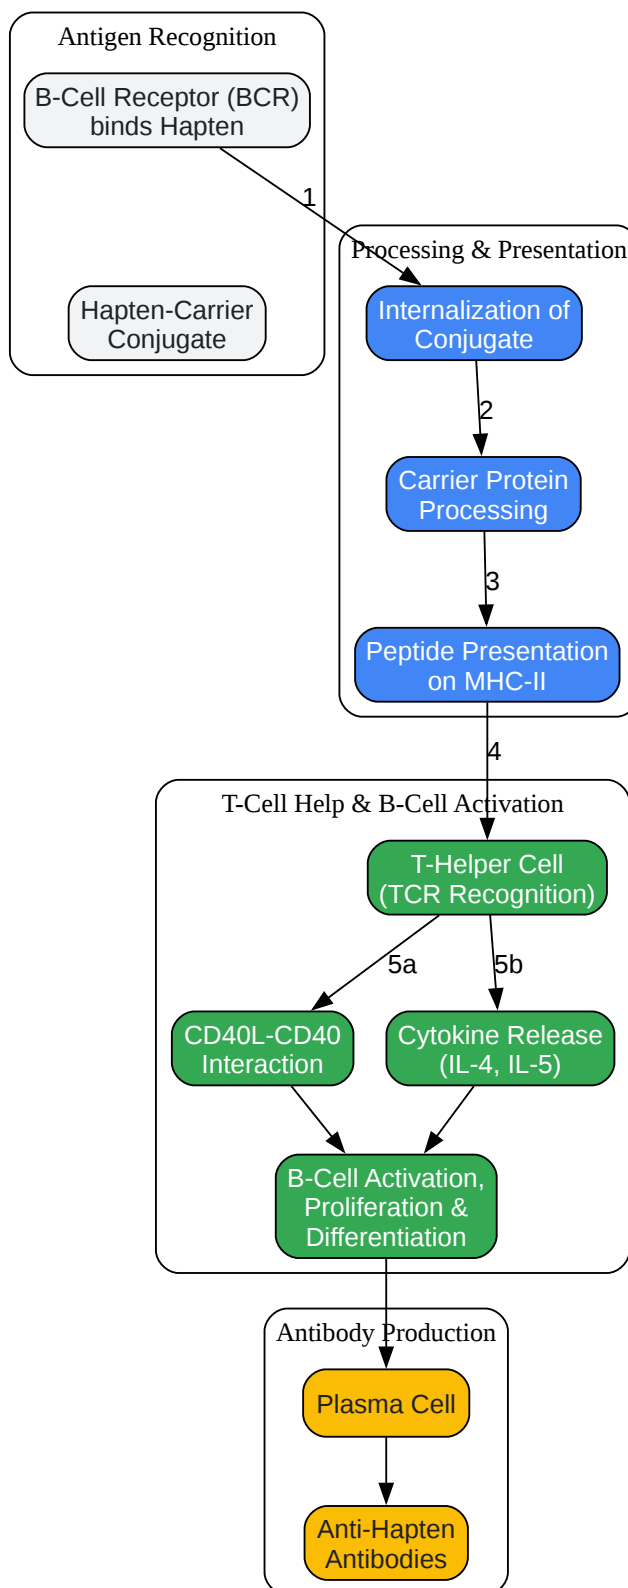 Antigen Recognition
B-Cell Receptor (BCR)
binds Hapten
1
Processing & Presentation
Hapten-Carrier
Conjugate
Internalization of
Conjugate
2
Carrier Protein
Processing
3
Peptide Presentation
on MHC-II
4
T-Cell Help & B-Cell Activation
T-Helper Cell
(TCR Recognition)
5a
5b
CD40L-CD40
Interaction
Cytokine Release
(IL-4, IL-5)
B-Cell Activation,
Proliferation &
Differentiation
Antibody Production
Plasma Cell
Anti-Hapten
Antibodies